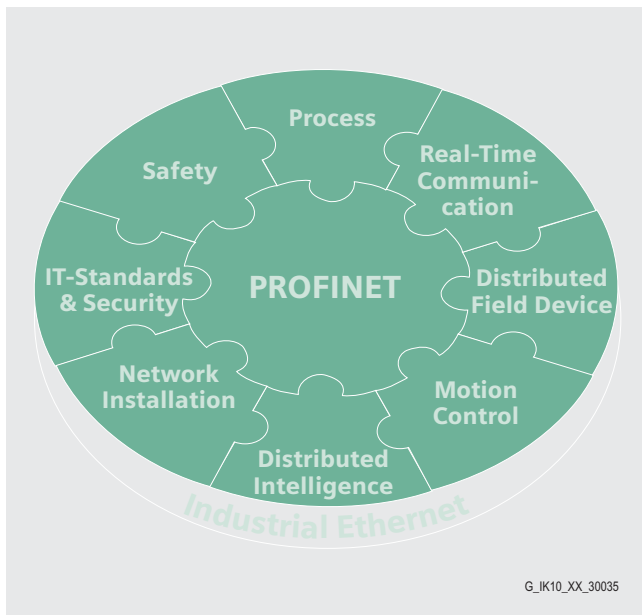 Process
Real-Time
Communi-
cation
Safety
IT-Standards
& Security
PROFINET
Distributed
Field Device
Network
Installation
Motion
Control
Distributed
Intelligence
Industrial Ethernet
G_IK10_XX_30035